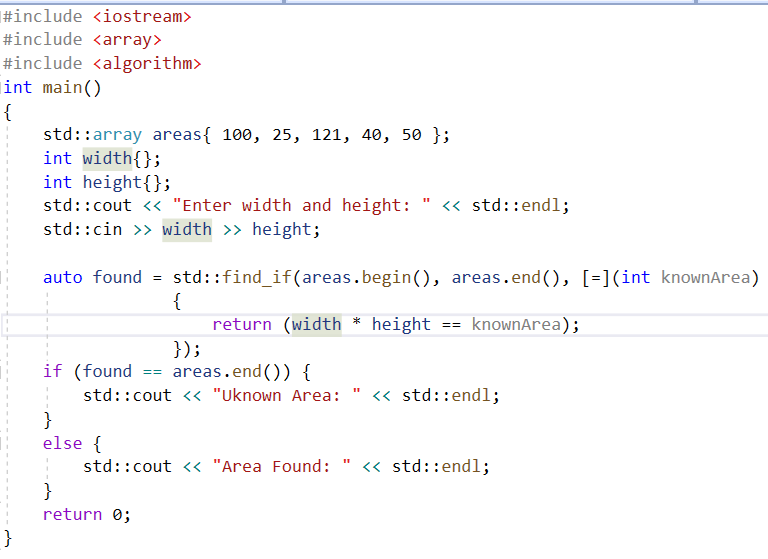 #include <iostream>
#include <array>
#include <algorithm>
int main()
{
    std::array areas{ 100, 25, 121, 40, 50 };
    int width{};
    int height{};
    std::cout << "Enter width and height: " << std::endl;
    std::cin >> width >> height;

    auto found = std::find_if(areas.begin(), areas.end(), [=](int knownArea)
                 {
                     return (width * height == knownArea);
                 });
    if (found == areas.end()) {
        std::cout << "Uknown Area: " << std::endl;
    }
    else {
        std::cout << "Area Found: " << std::endl;
    }
    return 0;
}